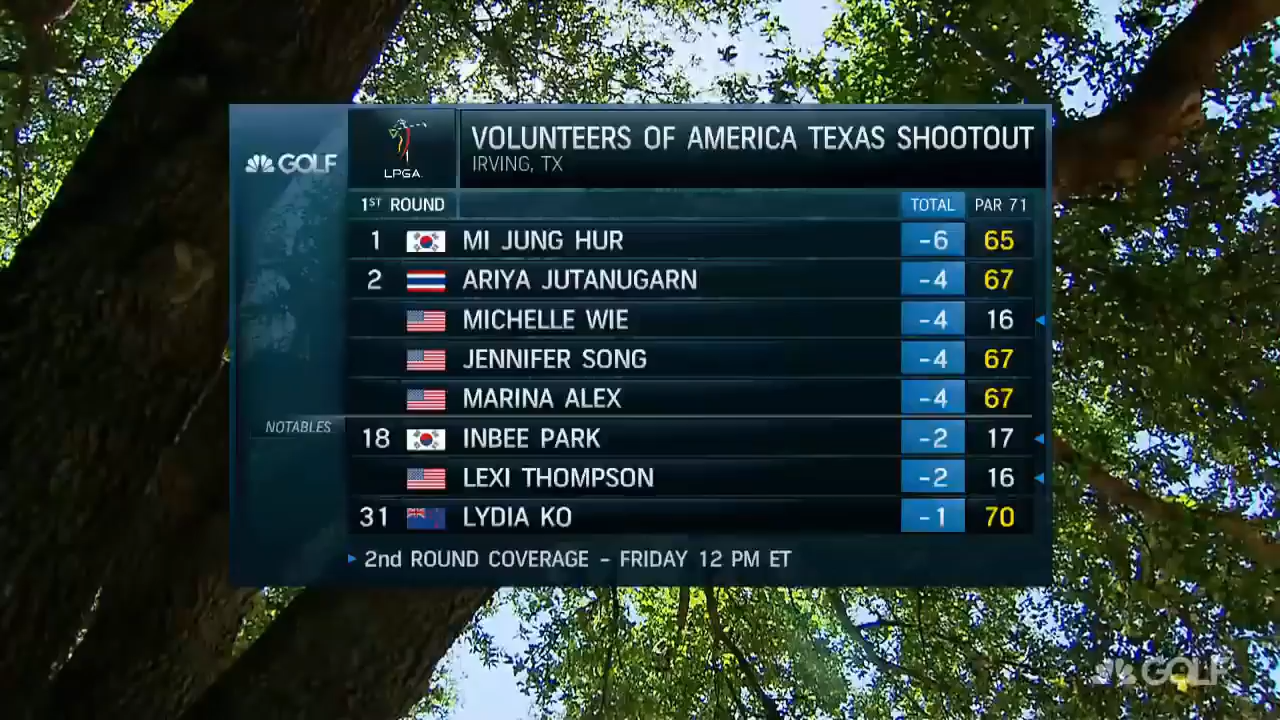 GOLF
LPGA
VOLUNTEERS OF AMERICA TEXAS SHOOTOUT
IRVING, TX
1ST ROUND TOTAL PAR 71
1 MI JUNG HUR -6 65
2 ARIYA JUTANUGARN -4 67
MICHELLE WIE -4 16
JENNIFER SONG -4 67
MARINA ALEX -4 67
NOTABLES
18 INBEE PARK -2 17
LEXI THOMPSON -2 16
31 LYDIA KO -1 70
2nd ROUND COVERAGE - FRIDAY 12 PM ET
GOLF